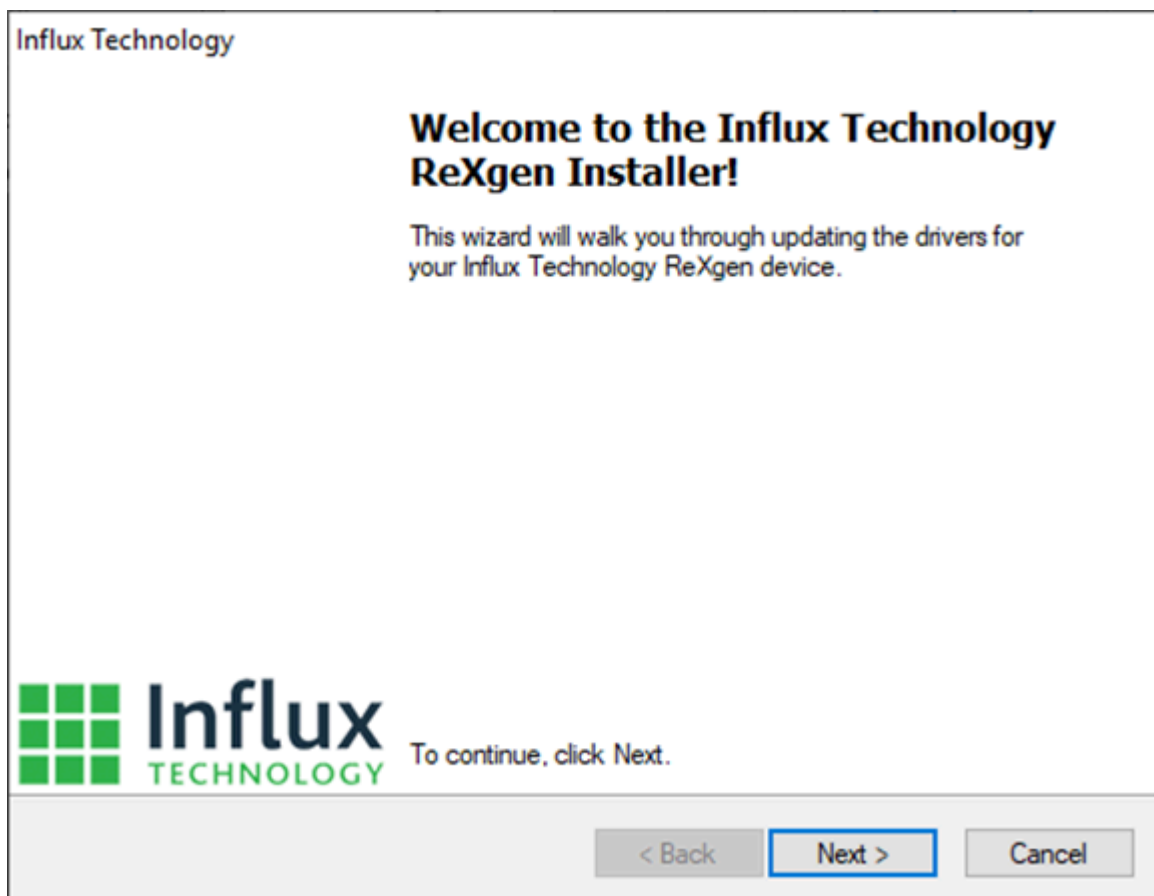 Influx Technology
Welcome to the Influx Technology
ReXgen Installer!
This wizard will walk you through updating the drivers for
your Influx Technology ReXgen device.
Influx
TECHNOLOGY
To continue, click Next.
< Back
Next >
Cancel